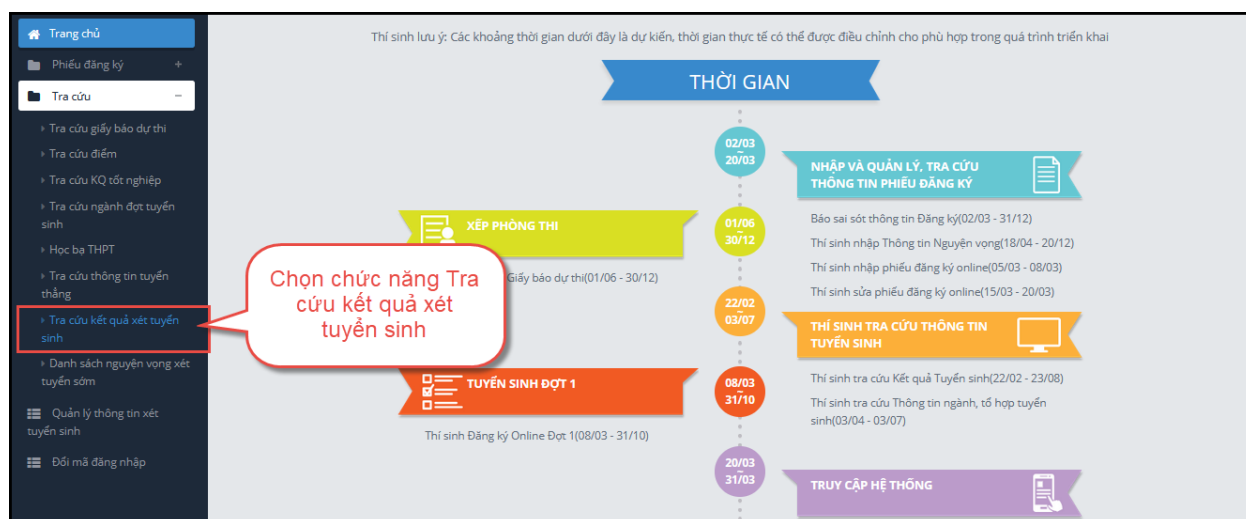 Trang chủ
Phiếu đăng ký +
Tra cứu −
Tra cứu giấy báo dự thi
Tra cứu điểm
Tra cứu KQ tốt nghiệp
Tra cứu ngành đợt tuyển
sinh
Học bạ THPT
Tra cứu thông tin tuyển
thẳng
Tra cứu kết quả xét tuyển
sinh
Danh sách nguyện vọng xét
tuyển sớm
Quản lý thông tin xét
tuyển sinh
Đổi mã đăng nhập
Thí sinh lưu ý: Các khoảng thời gian dưới đây là dự kiến, thời gian thực tế có thể được điều chỉnh cho phù hợp trong quá trình triển khai
THỜI GIAN
02/03
~
20/03
NHẬP VÀ QUẢN LÝ, TRA CỨU
THÔNG TIN PHIẾU ĐĂNG KÝ
Báo sai sót thông tin Đăng ký(02/03 - 31/12)
Thí sinh nhập Thông tin Nguyện vọng(18/04 - 20/12)
Thí sinh nhập phiếu đăng ký online(05/03 - 08/03)
Thí sinh sửa phiếu đăng ký online(15/03 - 20/03)
XẾP PHÒNG THI
01/06
~
30/12
Giấy báo dự thi(01/06 - 30/12)
Chọn chức năng Tra
cứu kết quả xét
tuyển sinh
22/02
~
03/07
THÍ SINH TRA CỨU THÔNG TIN
TUYỂN SINH
Thí sinh tra cứu Kết quả Tuyển sinh(22/02 - 23/08)
Thí sinh tra cứu Thông tin ngành, tổ hợp tuyển
sinh(03/04 - 03/07)
TUYỂN SINH ĐỢT 1
08/03
~
31/10
Thí sinh Đăng ký Online Đợt 1(08/03 - 31/10)
20/03
~
31/03
TRUY CẬP HỆ THỐNG